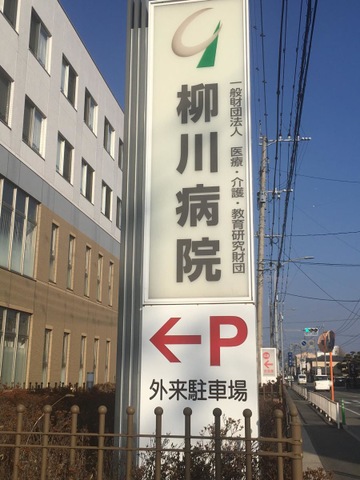 一般財団法人 医療・介護・教育研究財団
柳川病院
←P
外来駐車場